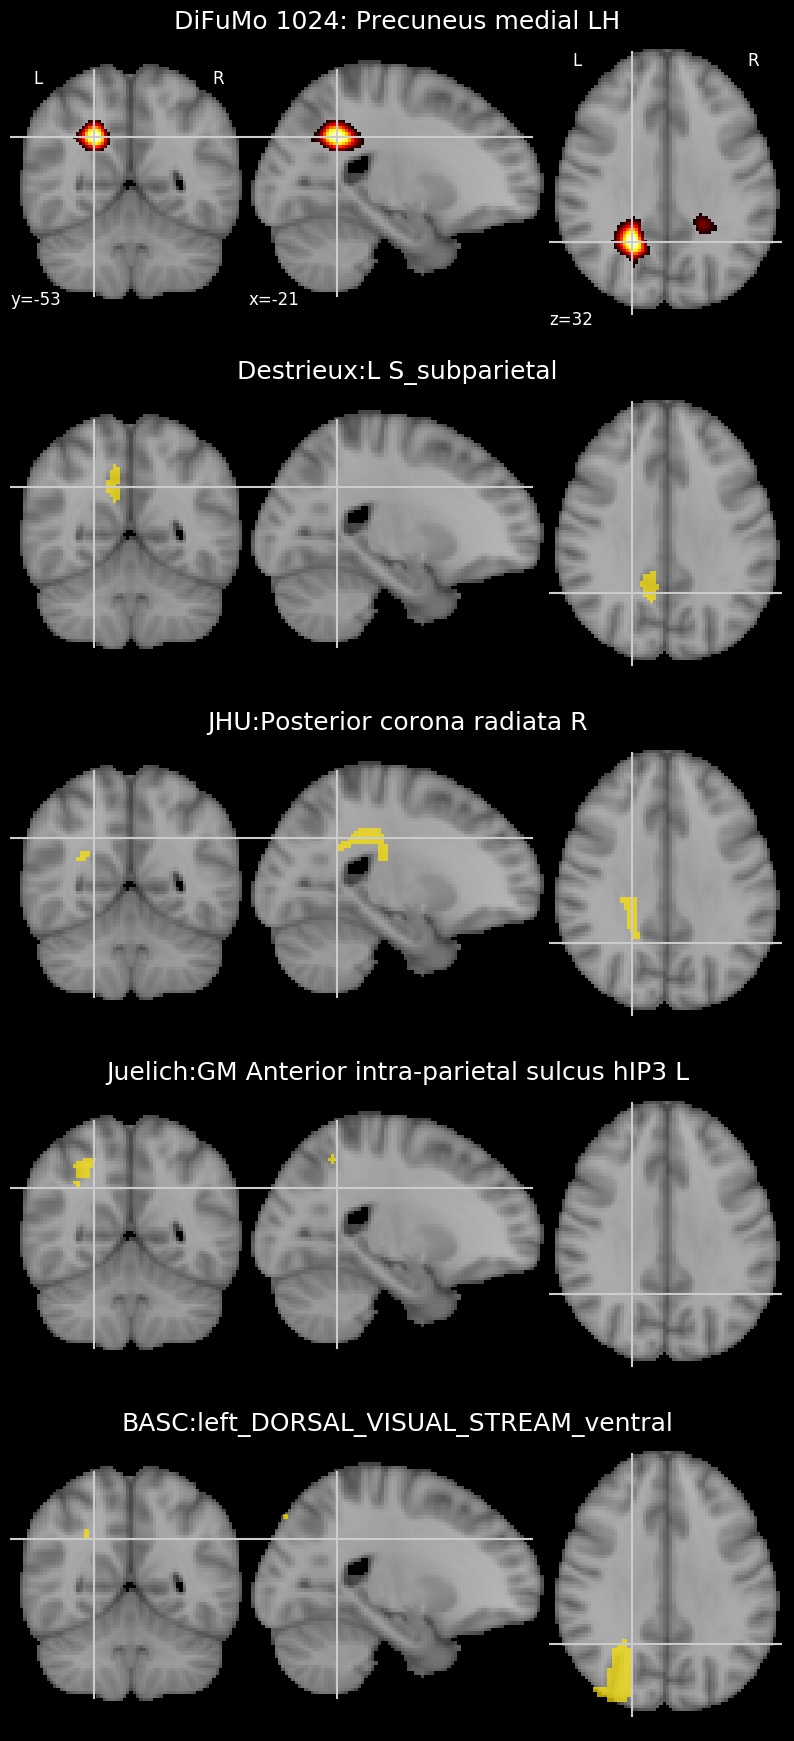 DiFuMo 1024: Precuneus medial LH
L
R
L
R
y=-53
x=-21
z=32
Destrieux:L S_subparietal
JHU:Posterior corona radiata R
Juelich:GM Anterior intra-parietal sulcus hIP3 L
BASC:left_DORSAL_VISUAL_STREAM_ventral